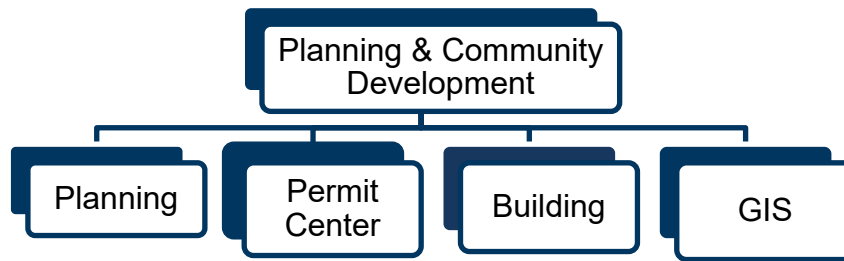 Planning & Community
Development
Planning
Permit
Center
Building
GIS